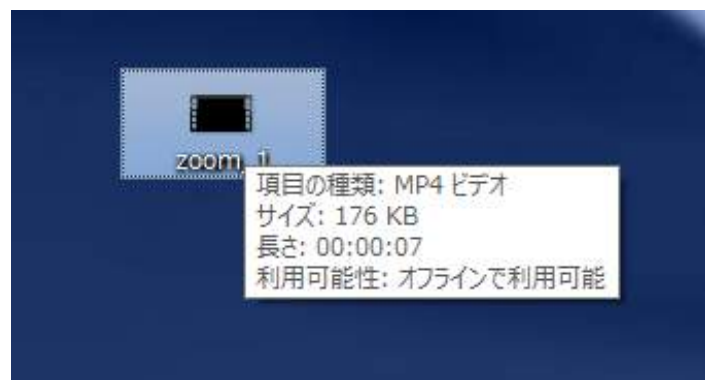 zoom_1
項目の種類: MP4 ビデオ
サイズ: 176 KB
長さ: 00:00:07
利用可能性: オフラインで利用可能